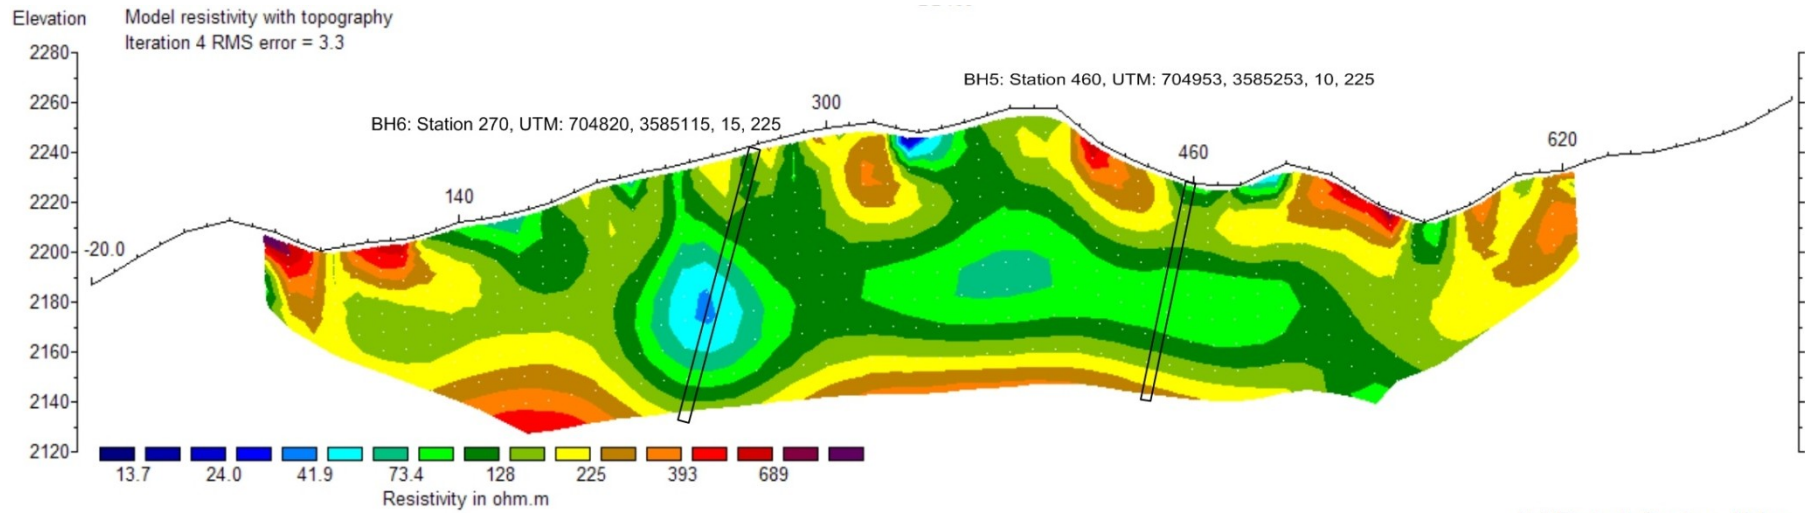 Elevation
Model resistivity with topography
Iteration 4 RMS error = 3.3
2280
2260
2240
2220
2200
2180
2160
2140
2120
BH6: Station 270, UTM: 704820, 3585115, 15, 225
BH5: Station 460, UTM: 704953, 3585253, 10, 225
-20.0
140
300
460
620
13.7 24.0 41.9 73.4 128 225 393 689
Resistivity in ohm.m